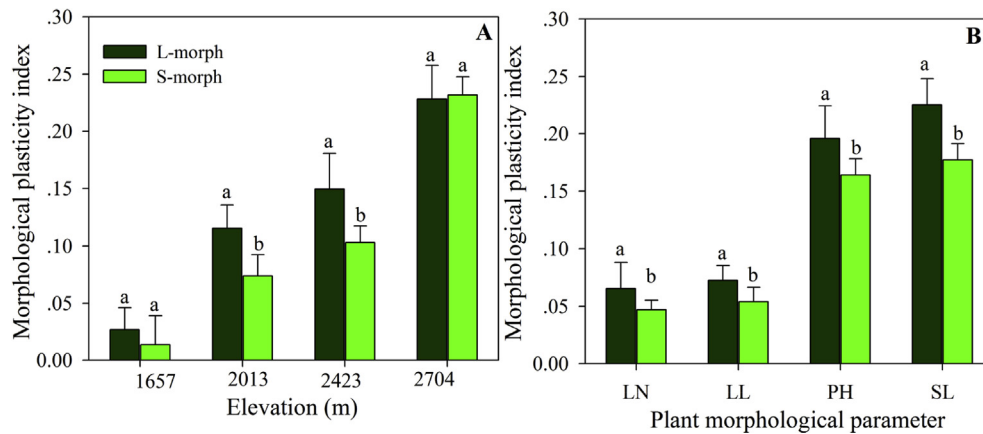 Morphological plasticity index
.30
.25
.20
.15
.10
.05
0.00
L-morph
S-morph
A
a a
a b
a b
a a
1657 2013 2423 2704
Elevation (m)
Morphological plasticity index
.30
.25
.20
.15
.10
.05
0.00
B
a b
a b
a b
a b
LN LL PH SL
Plant morphological parameter